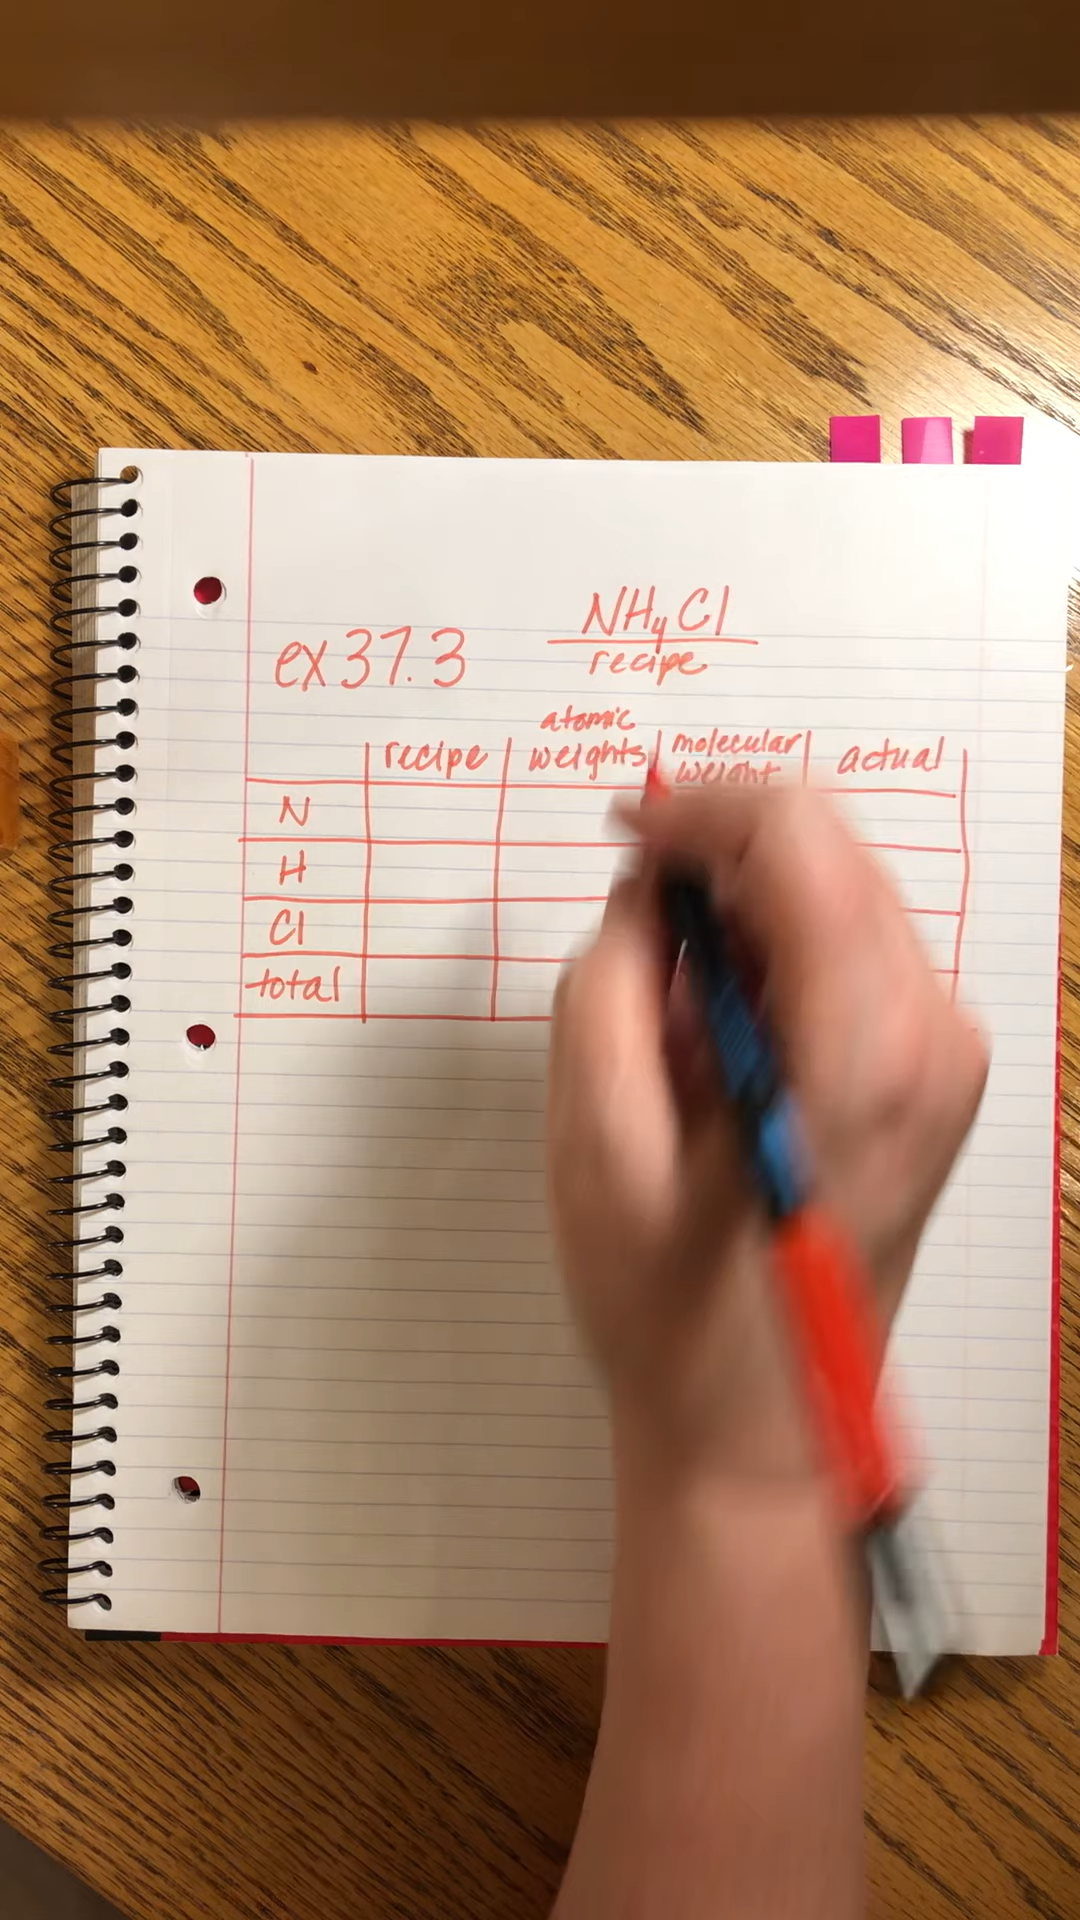 NH₄Cl
ex 37.3
recipe
atomic
recipe weights molecular actual
weight
N
H
Cl
total